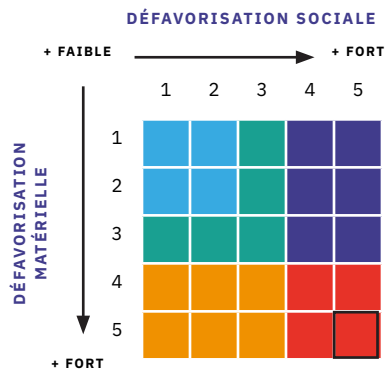 DÉFAVORISATION SOCIALE
+ FAIBLE + FORT
1 2 3 4 5
DÉFAVORISATION
MATÉRIELLE
1
2
3
4
5
+ FORT